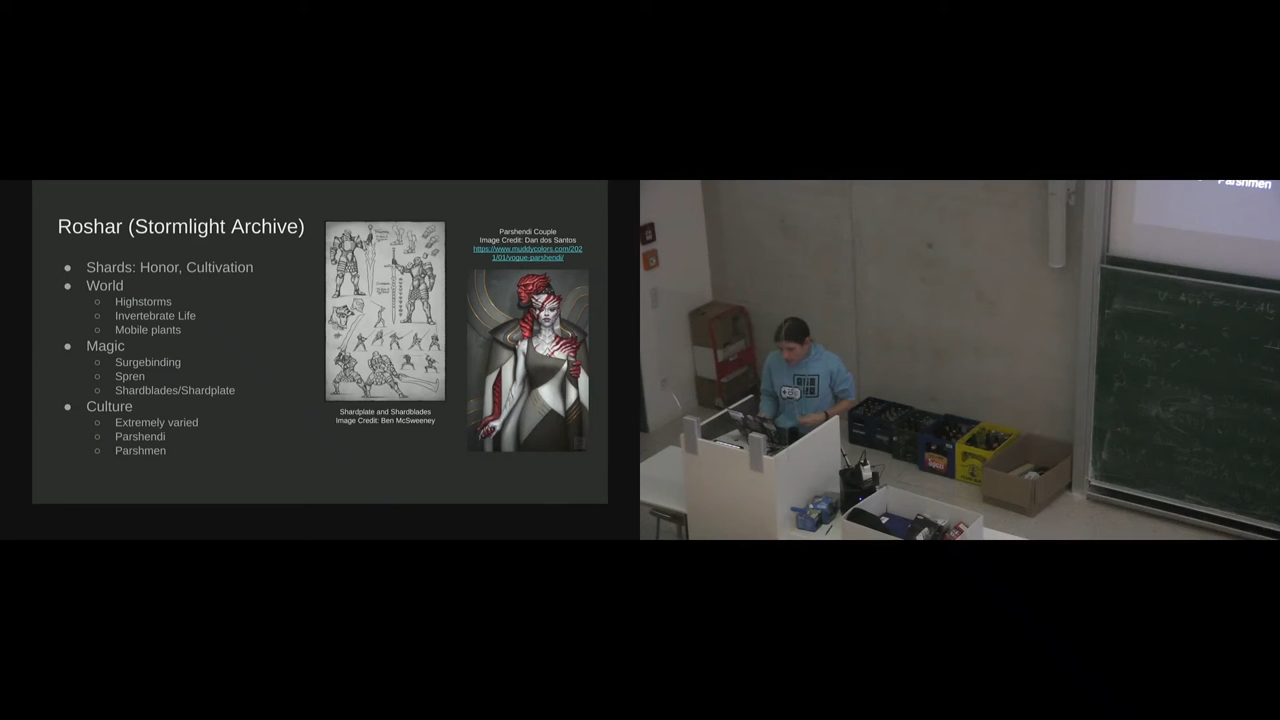 Roshar (Stormlight Archive)
● Shards: Honor, Cultivation
● World
○ Highstorms
○ Invertebrate Life
○ Mobile plants
● Magic
○ Surgebinding
○ Spren
○ Shardblades/Shardplate
● Culture
○ Extremely varied
○ Parshendi
○ Parshmen
Shardplate and Shardblades
Image Credit: Ben McSweeney
Parshendi Couple
Image Credit: Dan dos Santos
https://www.muddycolors.com/202
1/01/vogue-parshendi/
Parshmen